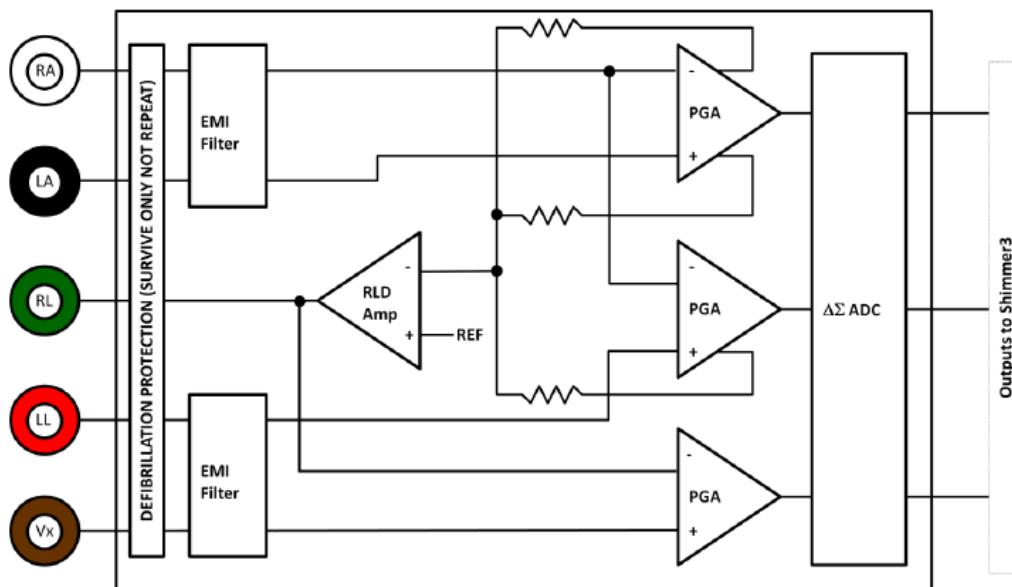 RA
LA
RL
LL
Vx
DEFIBRILLATION PROTECTION (SURVIVE ONLY NOT REPEAT)
EMI
Filter
EMI
Filter
RLD
Amp
-
+
REF
-
PGA
+
-
PGA
+
-
PGA
+
ΔΣ ADC
Outputs to Shimmer3